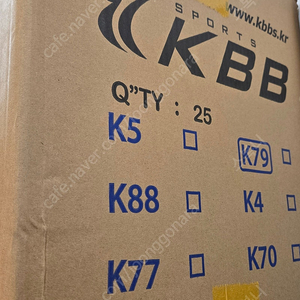 www.kbbs.kr
SPORTS
KBB
Q"TY : 25
K5
K79
K88
K4
K77
K70